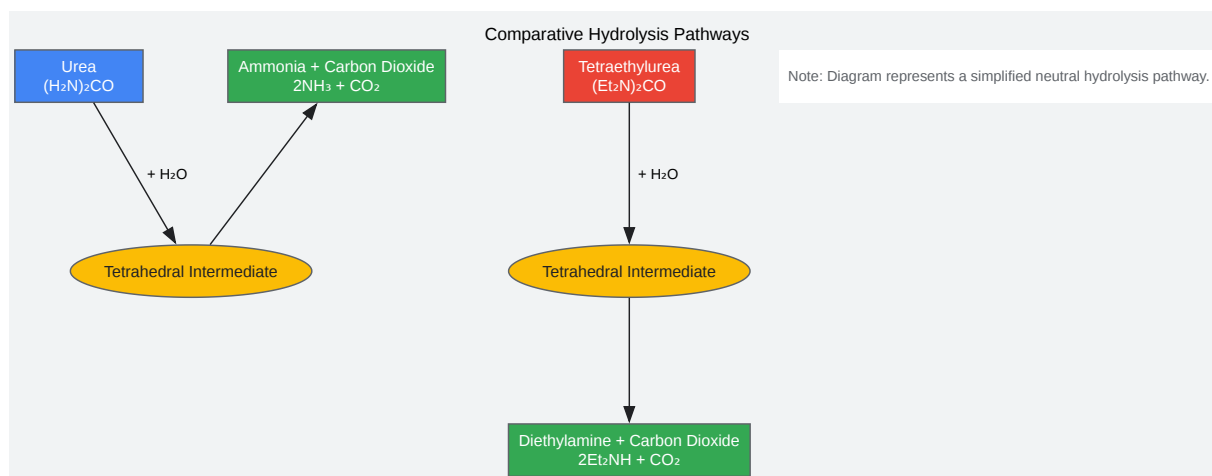 Comparative Hydrolysis Pathways
Urea
(H₂N)₂CO
Ammonia + Carbon Dioxide
2NH₃ + CO₂
Tetraethylurea
(Et₂N)₂CO
Note: Diagram represents a simplified neutral hydrolysis pathway.
+ H₂O
+ H₂O
Tetrahedral Intermediate
Tetrahedral Intermediate
Diethylamine + Carbon Dioxide
2Et₂NH + CO₂